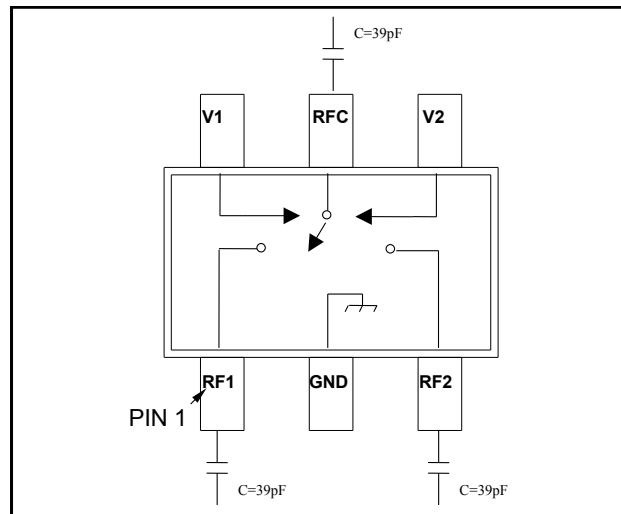 C=39pF
V1
RFC
V2
RF1
GND
RF2
PIN 1
C=39pF
C=39pF